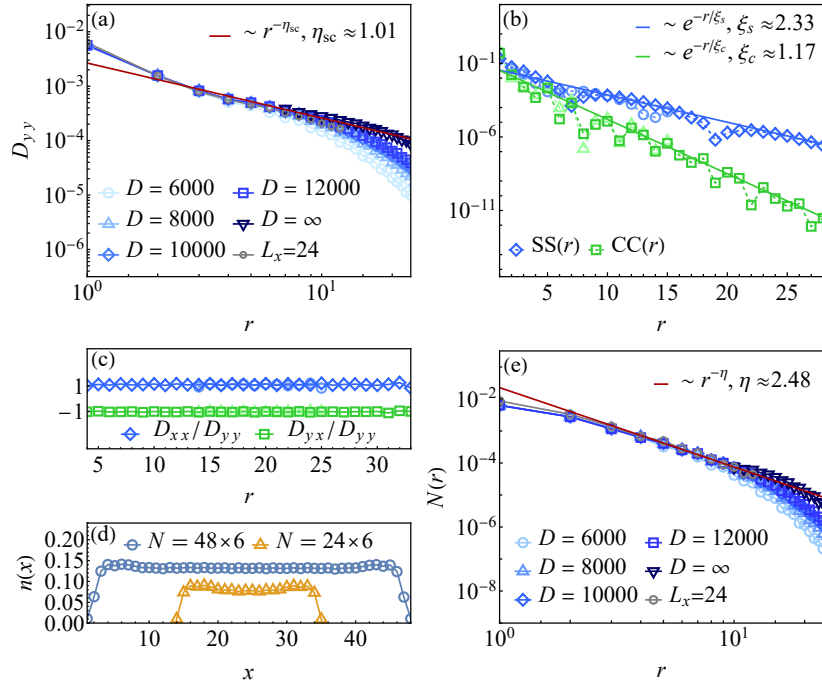 (a)
~ r^{-η_sc}, η_sc ≈1.01
10^{-2}
10^{-3}
10^{-4}
10^{-5}
10^{-6}
D_{yy}
D = 6000
D = 12000
D = 8000
D = ∞
D = 10000
L_x=24
10^0
10^1
r
(b)
~ e^{-r/ξ_s}, ξ_s ≈2.33
~ e^{-r/ξ_c}, ξ_c ≈1.17
10^{-1}
10^{-6}
10^{-11}
SS(r)
CC(r)
5
10
15
20
25
r
(c)
1
−1
D_{xx}/D_{yy}
D_{yx}/D_{yy}
5
10
15
20
25
30
r
(d)
N = 48×6
N = 24×6
0.20
0.15
0.10
0.05
0.00
n(x)
10
20
30
40
x
(e)
~ r^{-η}, η ≈2.48
10^{-2}
10^{-4}
10^{-6}
10^{-8}
N(r)
D = 6000
D = 12000
D = 8000
D = ∞
D = 10000
L_x=24
10^0
10^1
r